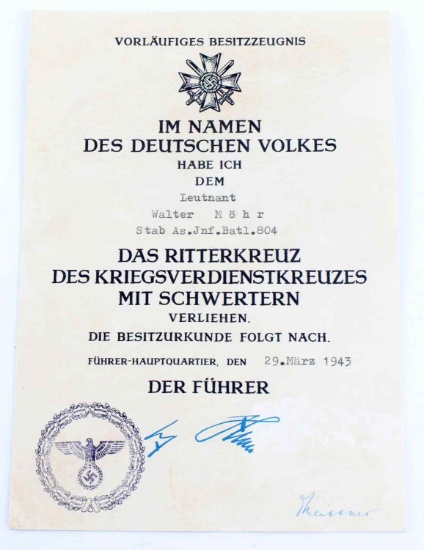 VORLÄUFIGES BESITZZEUGNIS
IM NAMEN
DES DEUTSCHEN VOLKES
HABE ICH
DEM
Leutnant
Walter Möhr
Stab As.Jnf.Batl.804
DAS RITTERKREUZ
DES KRIEGSVERDIENSTKREUZES
MIT SCHWERTERN
VERLIEHEN.
DIE BESITZURKUNDE FOLGT NACH.
FÜHRER-HAUPTQUARTIER, DEN 29.März 1943
DER FÜHRER